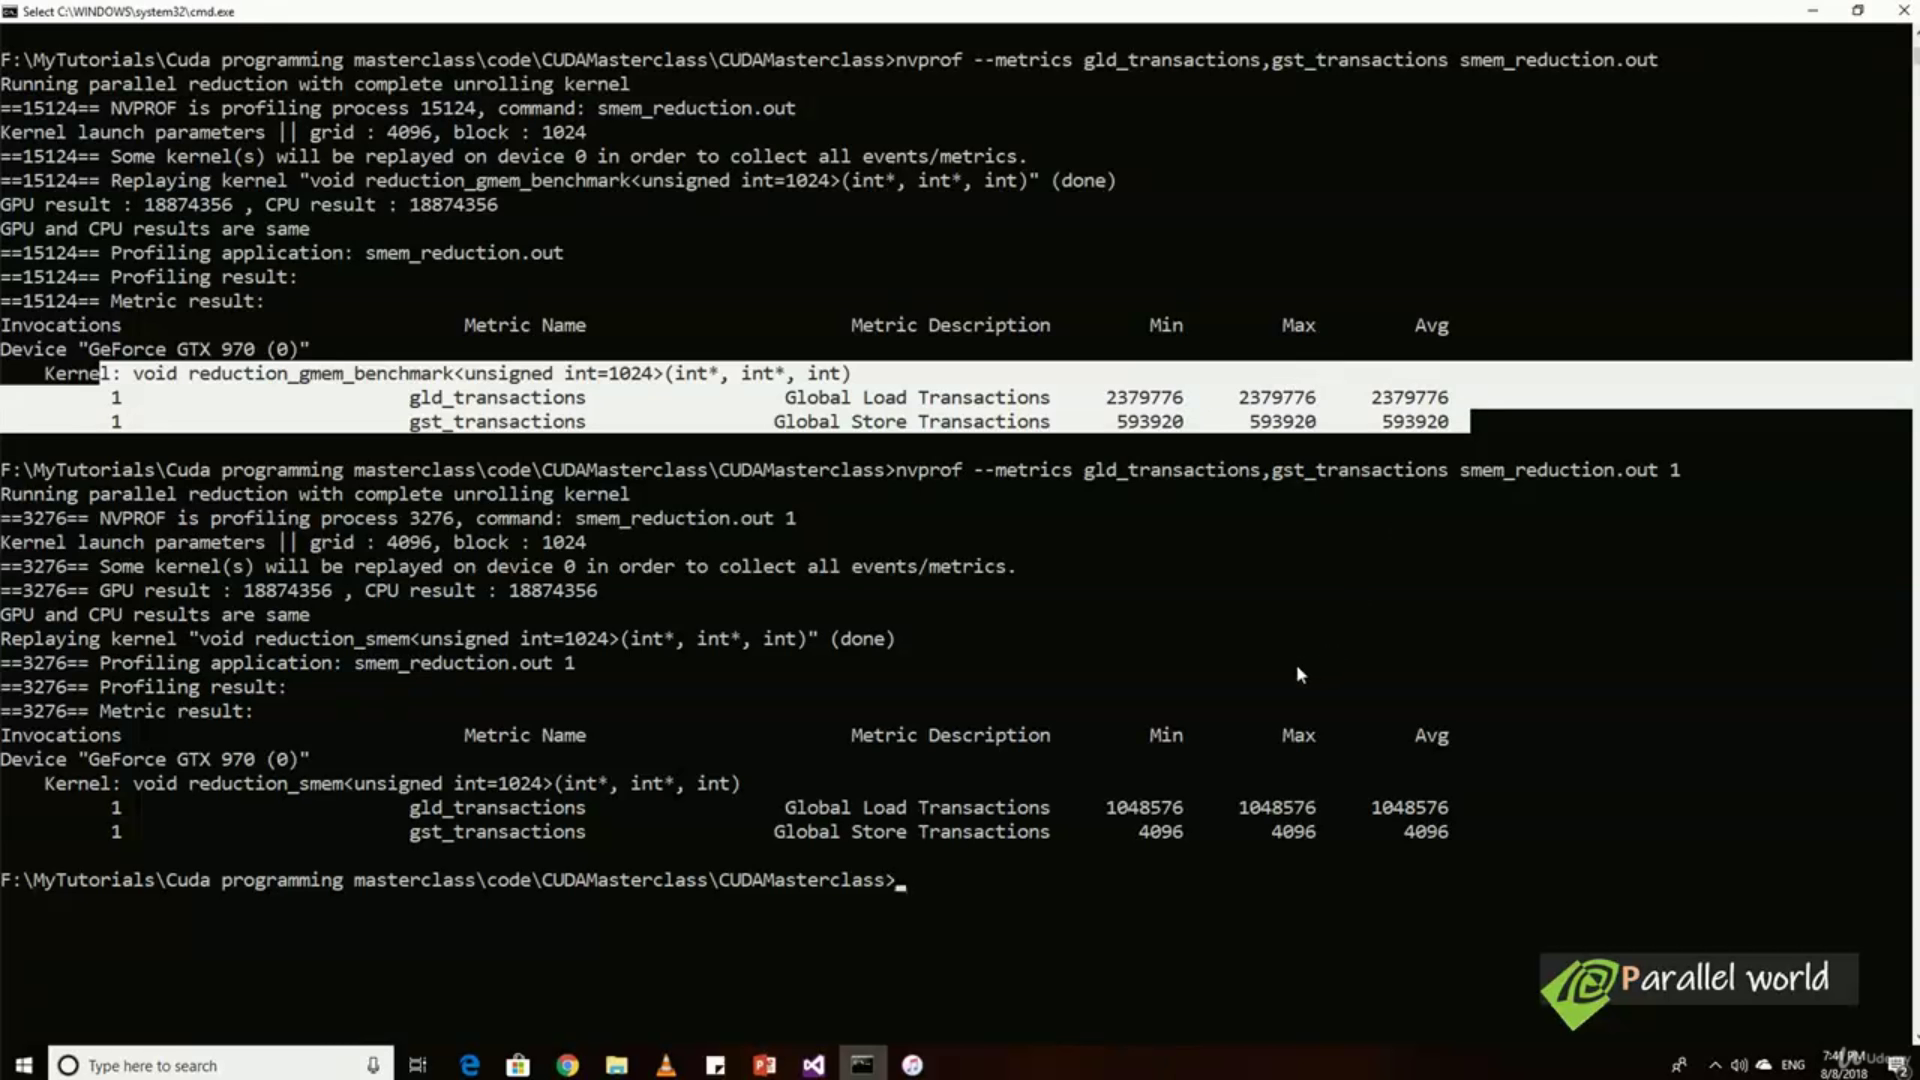 Select C:\WINDOWS\system32\cmd.exe
F:\MyTutorials\Cuda programming masterclass\code\CUDAMasterclass\CUDAMasterclass>nvprof --metrics gld_transactions,gst_transactions smem_reduction.out
Running parallel reduction with complete unrolling kernel
==15124== NVPROF is profiling process 15124, command: smem_reduction.out
Kernel launch parameters || grid : 4096, block : 1024
==15124== Some kernel(s) will be replayed on device 0 in order to collect all events/metrics.
==15124== Replaying kernel "void reduction_gmem_benchmark<unsigned int=1024>(int*, int*, int)" (done)
GPU result : 18874356 , CPU result : 18874356
GPU and CPU results are same
==15124== Profiling application: smem_reduction.out
==15124== Profiling result:
==15124== Metric result:
Invocations Metric Name Metric Description Min Max Avg
Device "GeForce GTX 970 (0)"
Kernel: void reduction_gmem_benchmark<unsigned int=1024>(int*, int*, int)
1 gld_transactions Global Load Transactions 2379776 2379776 2379776
1 gst_transactions Global Store Transactions 593920 593920 593920
F:\MyTutorials\Cuda programming masterclass\code\CUDAMasterclass\CUDAMasterclass>nvprof --metrics gld_transactions,gst_transactions smem_reduction.out 1
Running parallel reduction with complete unrolling kernel
==3276== NVPROF is profiling process 3276, command: smem_reduction.out 1
Kernel launch parameters || grid : 4096, block : 1024
==3276== Some kernel(s) will be replayed on device 0 in order to collect all events/metrics.
==3276== GPU result : 18874356 , CPU result : 18874356
GPU and CPU results are same
Replaying kernel "void reduction_smem<unsigned int=1024>(int*, int*, int)" (done)
==3276== Profiling application: smem_reduction.out 1
==3276== Profiling result:
==3276== Metric result:
Invocations Metric Name Metric Description Min Max Avg
Device "GeForce GTX 970 (0)"
Kernel: void reduction_smem<unsigned int=1024>(int*, int*, int)
1 gld_transactions Global Load Transactions 1048576 1048576 1048576
1 gst_transactions Global Store Transactions 4096 4096 4096
F:\MyTutorials\Cuda programming masterclass\code\CUDAMasterclass\CUDAMasterclass>
Parallel world
Type here to search
ENG
7:41 PM
8/8/2018